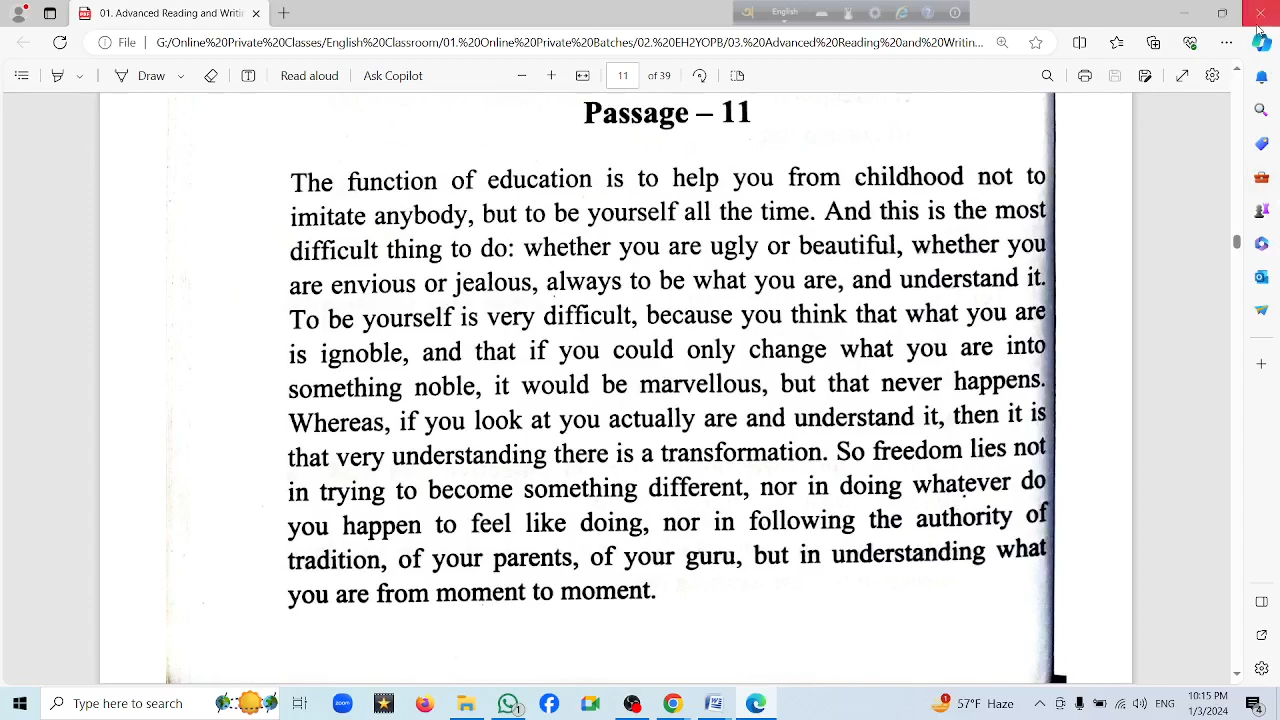 01. Advanced Reading and Writin
English
File
G:/Online%20Private%20Classes/English%20Classroom/01.Online%20Private%20Batches/02.%20EH2YOPB/03.%20Advanced%20Reading%20and%20Writin...
Draw
Read aloud
Ask Copilot
11
of 39
Passage – 11
The function of education is to help you from childhood not to
imitate anybody, but to be yourself all the time. And this is the most
difficult thing to do: whether you are ugly or beautiful, whether you
are envious or jealous, always to be what you are, and understand it.
To be yourself is very difficult, because you think that what you are
is ignoble, and that if you could only change what you are into
something noble, it would be marvellous, but that never happens.
Whereas, if you look at you actually are and understand it, then it is
that very understanding there is a transformation. So freedom lies not
in trying to become something different, nor in doing whatever do
you happen to feel like doing, nor in following the authority of
tradition, of your parents, of your guru, but in understanding what
you are from moment to moment.
Type here to search
zoom
1
1
57°F Haze
ENG
10:15 PM
1/3/2024
4